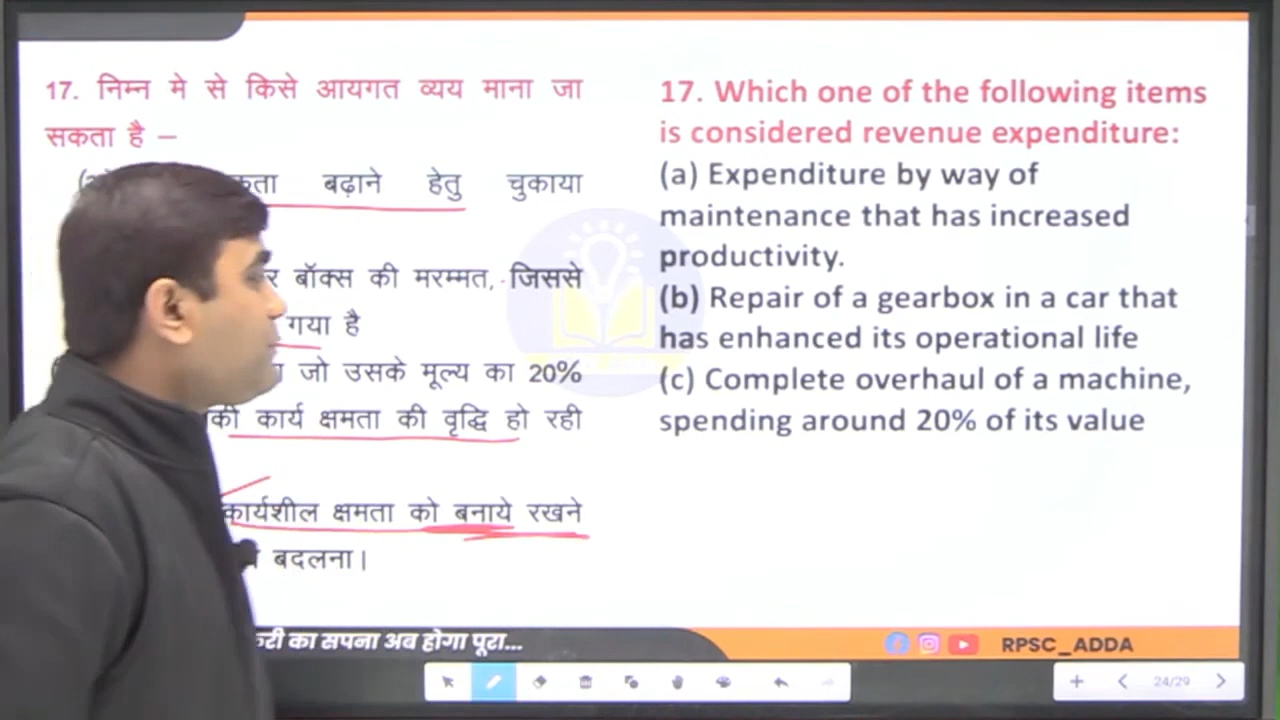 17. निम्न मे से किसे आयगत व्यय माना जा
सकता है –
बढ़ाने हेतु चुकाया
बॉक्स की मरम्मत, जिससे
गया है
जो उसके मूल्य का 20%
की कार्य क्षमता की वृद्धि हो रही
कार्यशील क्षमता को बनाये रखने
बदलना।
17. Which one of the following items
is considered revenue expenditure:
(a) Expenditure by way of
maintenance that has increased
productivity.
(b) Repair of a gearbox in a car that
has enhanced its operational life
(c) Complete overhaul of a machine,
spending around 20% of its value
का सपना अब होगा पूरा...
RPSC_ADDA
24/29